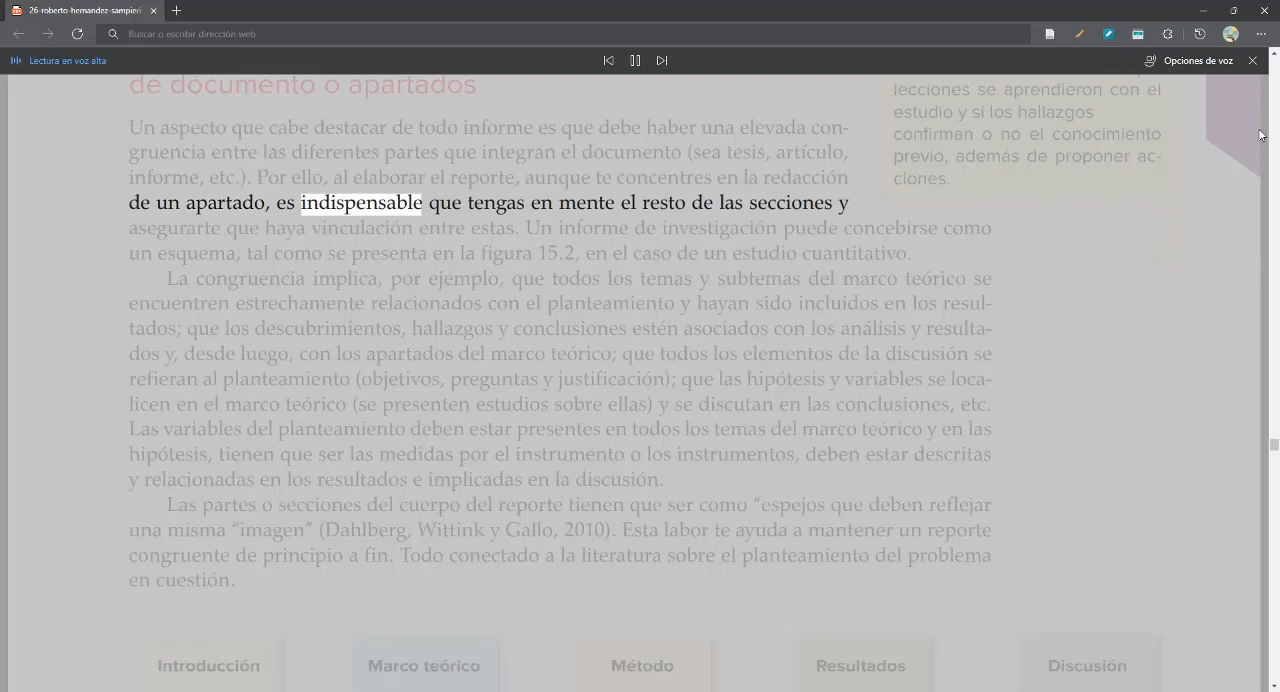 26-roberto-hernandez-sampieri
Buscar o escribir dirección web
Lectura en voz alta
Opciones de voz
de documento o apartados
Un aspecto que cabe destacar de todo informe es que debe haber una elevada con-
gruencia entre las diferentes partes que integran el documento (sea tesis, artículo,
informe, etc.). Por ello, al elaborar el reporte, aunque te concentres en la redacción
de un apartado, es indispensable que tengas en mente el resto de las secciones y
asegurarte que haya vinculación entre estas. Un informe de investigación puede concebirse como
un esquema, tal como se presenta en la figura 15.2, en el caso de un estudio cuantitativo.
La congruencia implica, por ejemplo, que todos los temas y subtemas del marco teórico se
encuentren estrechamente relacionados con el planteamiento y hayan sido incluidos en los resul-
tados; que los descubrimientos, hallazgos y conclusiones estén asociados con los análisis y resulta-
dos y, desde luego, con los apartados del marco teórico; que todos los elementos de la discusión se
refieran al planteamiento (objetivos, preguntas y justificación); que las hipótesis y variables se loca-
licen en el marco teórico (se presenten estudios sobre ellas) y se discutan en las conclusiones, etc.
Las variables del planteamiento deben estar presentes en todos los temas del marco teórico y en las
hipótesis, tienen que ser las medidas por el instrumento o los instrumentos, deben estar descritas
y relacionadas en los resultados e implicadas en la discusión.
Las partes o secciones del cuerpo del reporte tienen que ser como “espejos que deben reflejar
una misma “imagen” (Dahlberg, Wittink y Gallo, 2010). Esta labor te ayuda a mantener un reporte
congruente de principio a fin. Todo conectado a la literatura sobre el planteamiento del problema
en cuestión.
lecciones se aprendieron con el
estudio y si los hallazgos
confirman o no el conocimiento
previo, además de proponer ac-
ciones.
Introducción
Marco teórico
Método
Resultados
Discusión